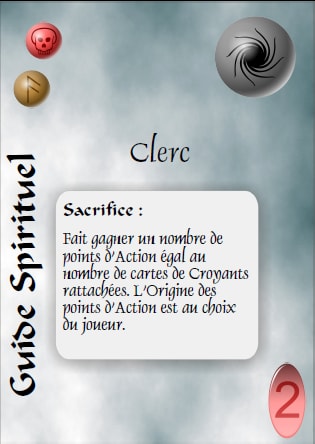 Clerc
Guide Spirituel
Sacrifice :
Fait gagner un nombre de
points d'Action égal au
nombre de cartes de Croyants
rattachées. L'Origine des
points d'Action est au choix
du joueur.
2